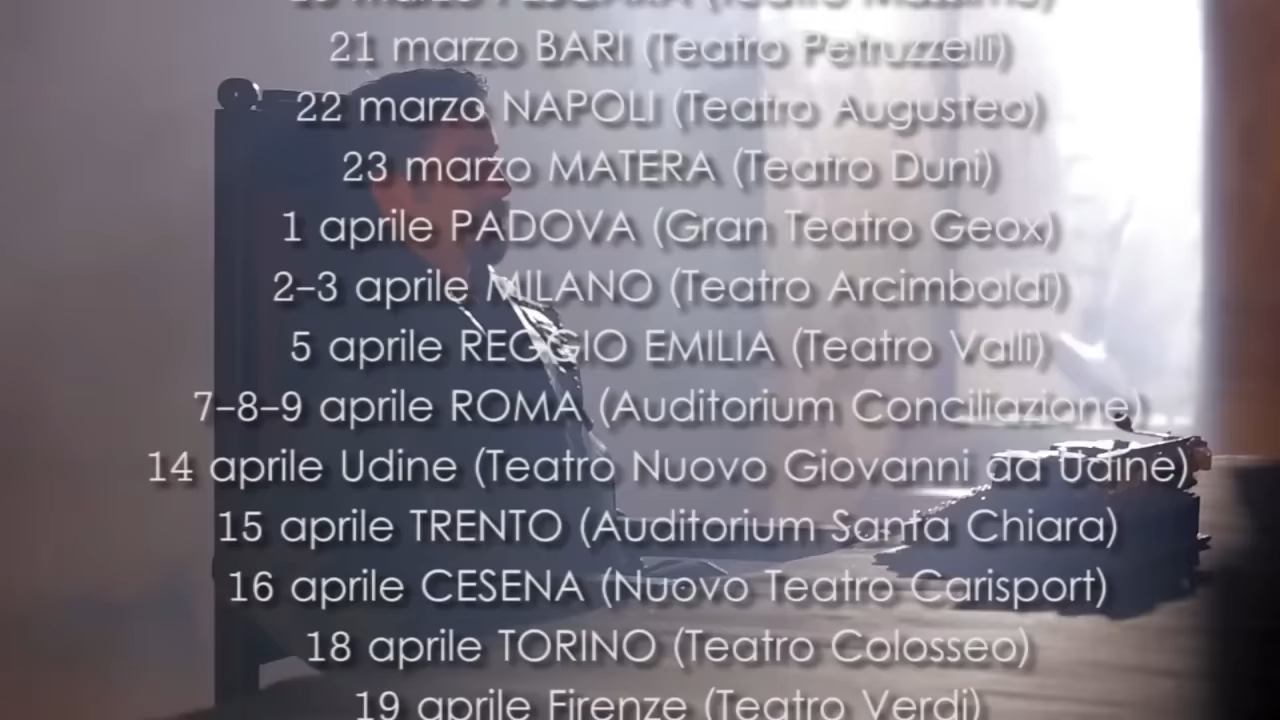 21 marzo BARI (Teatro Petruzzelli)
22 marzo NAPOLI (Teatro Augusteo)
23 marzo MATERA (Teatro Duni)
1 aprile PADOVA (Gran Teatro Geox)
2-3 aprile MILANO (Teatro Arcimboldi)
5 aprile REGGIO EMILIA (Teatro Valli)
7-8-9 aprile ROMA (Auditorium Conciliazione)
14 aprile Udine (Teatro Nuovo Giovanni da Udine)
15 aprile TRENTO (Auditorium Santa Chiara)
16 aprile CESENA (Nuovo Teatro Carisport)
18 aprile TORINO (Teatro Colosseo)
19 aprile Firenze (Teatro Verdi)